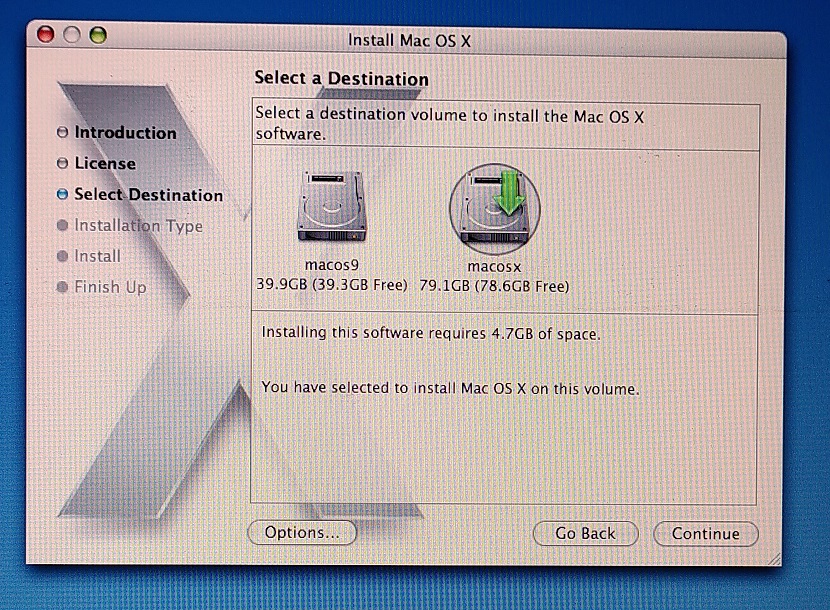 Install Mac OS X
Select a Destination
Introduction
License
Select Destination
Installation Type
Install
Finish Up
Select a destination volume to install the Mac OS X
software.
macos9
39.9GB (39.3GB Free)
macosx
79.1GB (78.6GB Free)
Installing this software requires 4.7GB of space.
You have selected to install Mac OS X on this volume.
Options...
Go Back
Continue